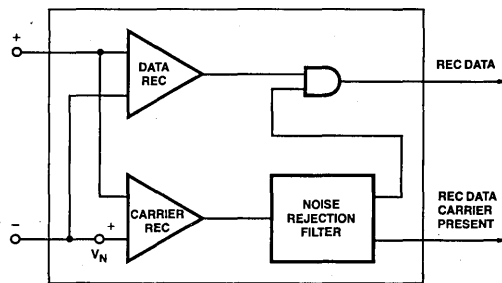 +
DATA
REC
REC DATA
CARRIER
REC
NOISE
REJECTION
FILTER
REC DATA
CARRIER
PRESENT
−
+
V_N